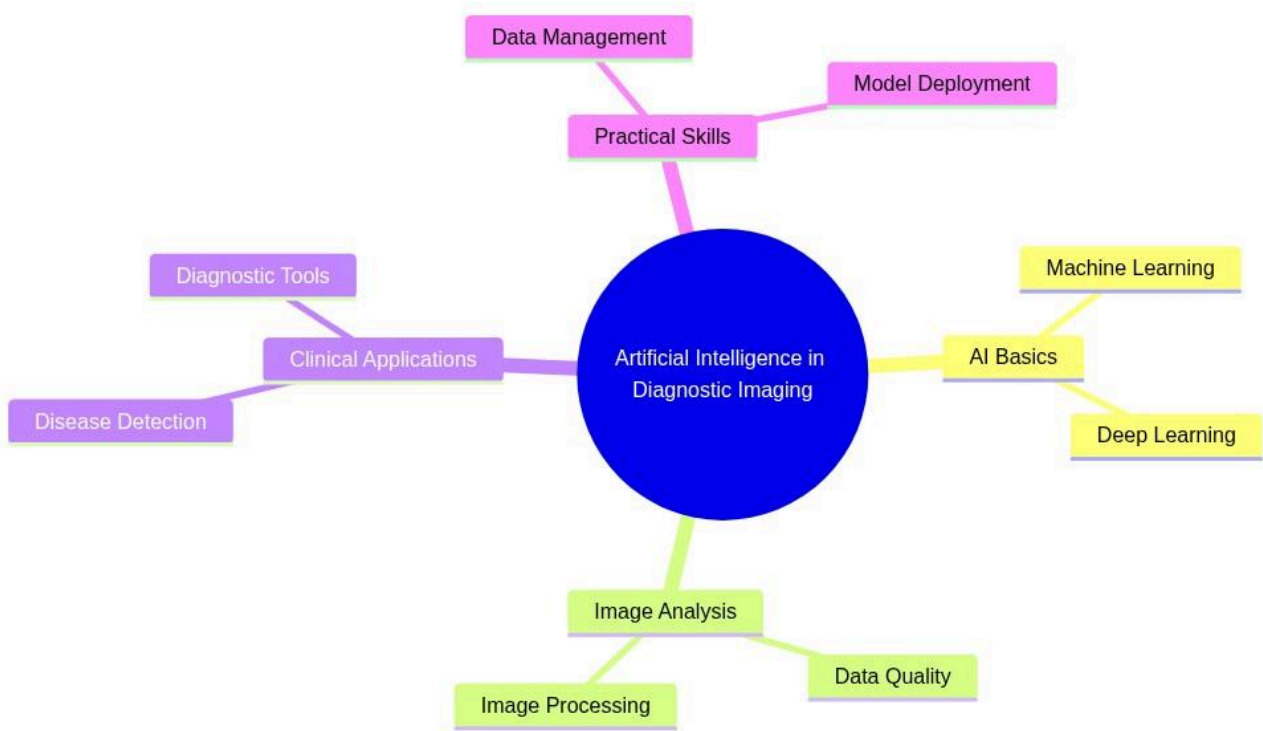 Data Management
Model Deployment
Practical Skills
Diagnostic Tools
Machine Learning
Clinical Applications
Artificial Intelligence in
Diagnostic Imaging
AI Basics
Disease Detection
Deep Learning
Image Analysis
Data Quality
Image Processing